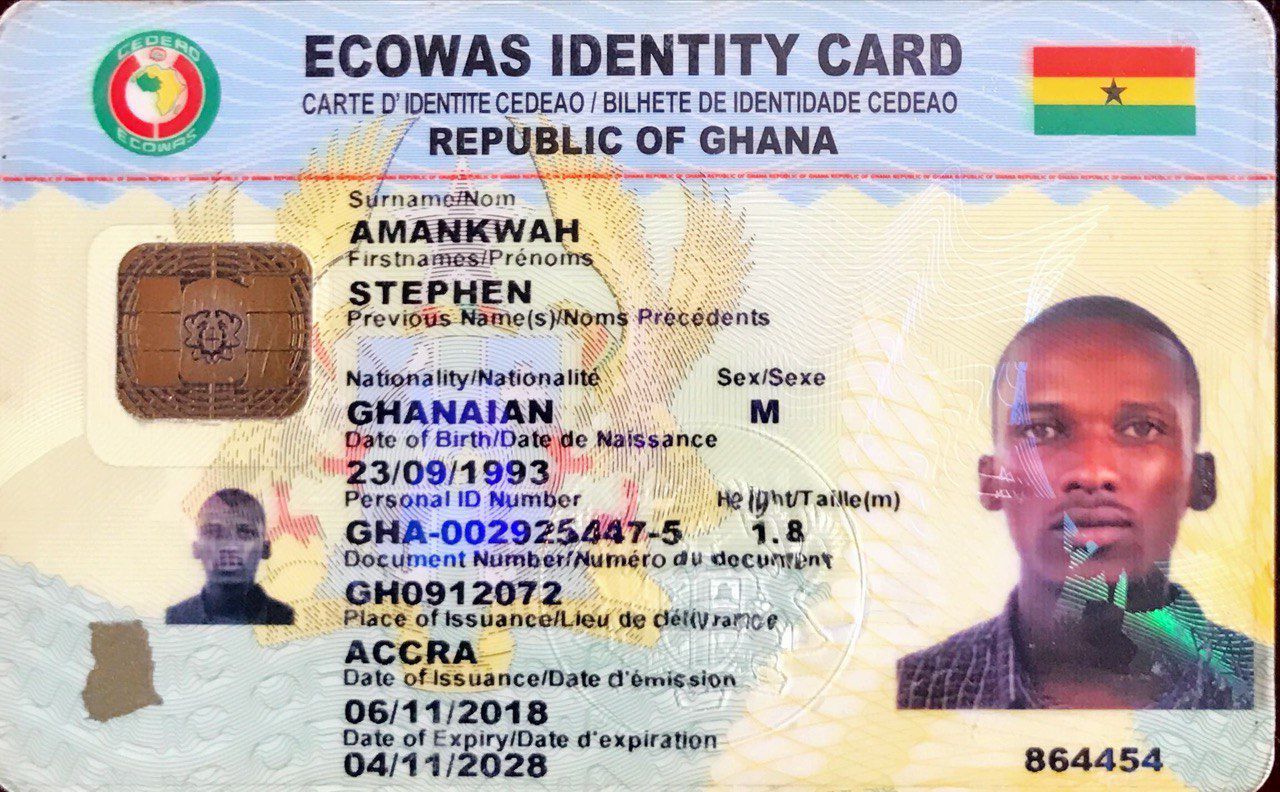 CEDEAO
ECOWAS
ECOWAS IDENTITY CARD
CARTE D' IDENTITE CEDEAO / BILHETE DE IDENTIDADE CEDEAO
REPUBLIC OF GHANA
Surname/Nom
AMANKWAH
Firstnames/Prénoms
STEPHEN
Previous Name(s)/Noms Précédents
Nationality/Nationalité Sex/Sexe
GHANAIAN M
Date of Birth/Date de Naissance
23/09/1993
Personal ID Number Height/Taille(m)
GHA-002925447-5 1.8
Document Number/Numéro du document
GH0912072
Place of Issuance/Lieu de délivrance
ACCRA
Date of Issuance/Date d'émission
06/11/2018
Date of Expiry/Date d'expiration
04/11/2028
864454